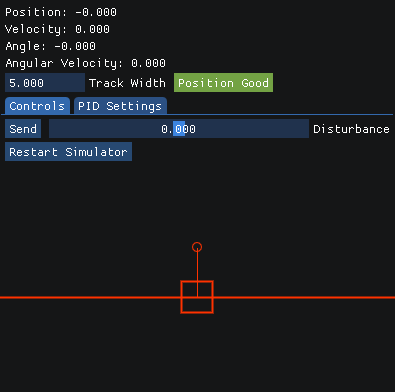 Position: -0.000
Velocity: 0.000
Angle: -0.000
Angular Velocity: 0.000
5.000 Track Width Position Good
Controls PID Settings
Send 0.000 Disturbance
Restart Simulator